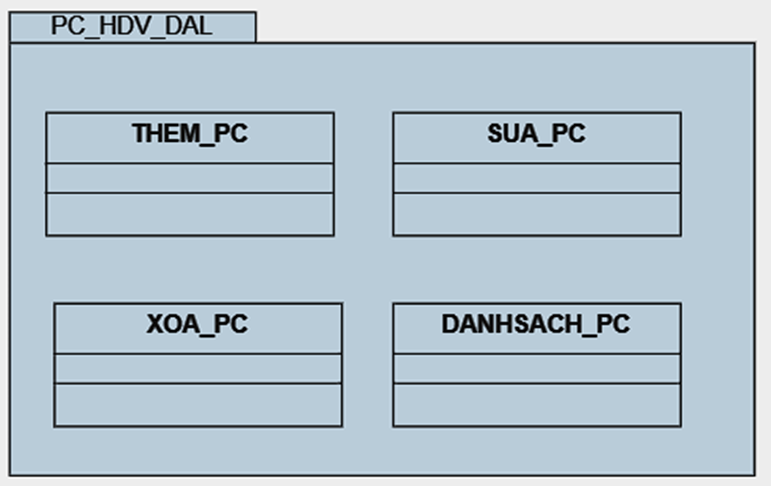 PC_HDV_DAL
THEM_PC
SUA_PC
XOA_PC
DANHSACH_PC